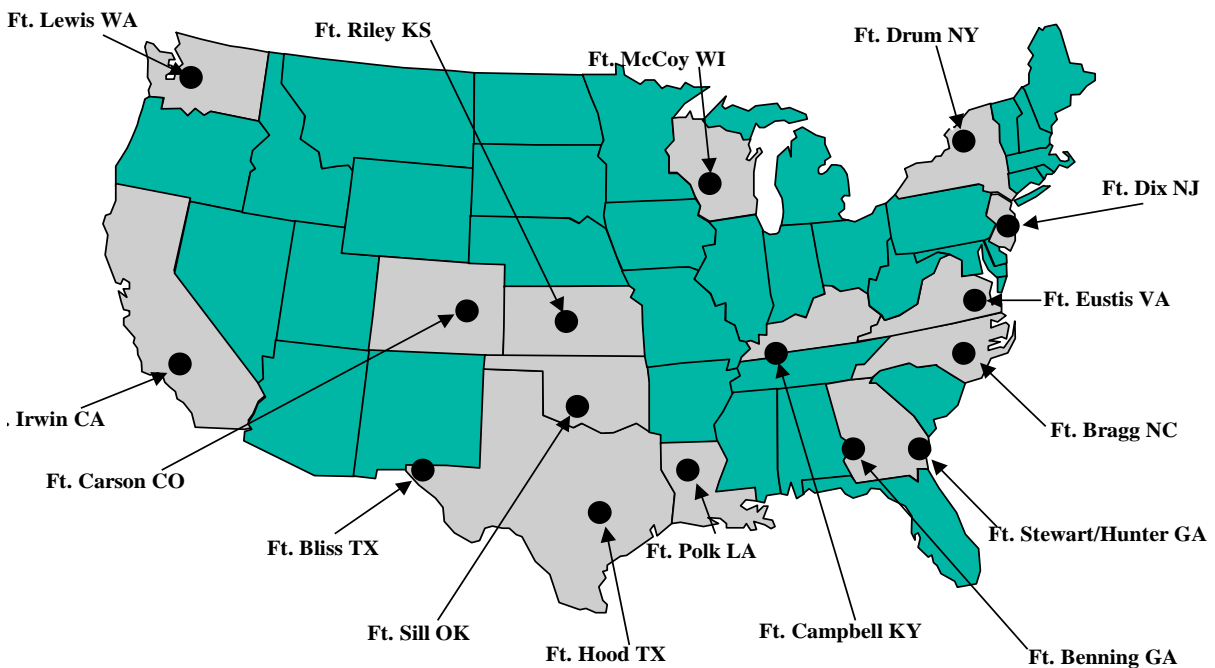 Ft. Lewis WA
Ft. Riley KS
Ft. Drum NY
Ft. McCoy WI
Ft. Dix NJ
Ft. Eustis VA
. Irwin CA
Ft. Bragg NC
Ft. Carson CO
Ft. Stewart/Hunter GA
Ft. Bliss TX
Ft. Polk LA
Ft. Sill OK
Ft. Campbell KY
Ft. Hood TX
Ft. Benning GA